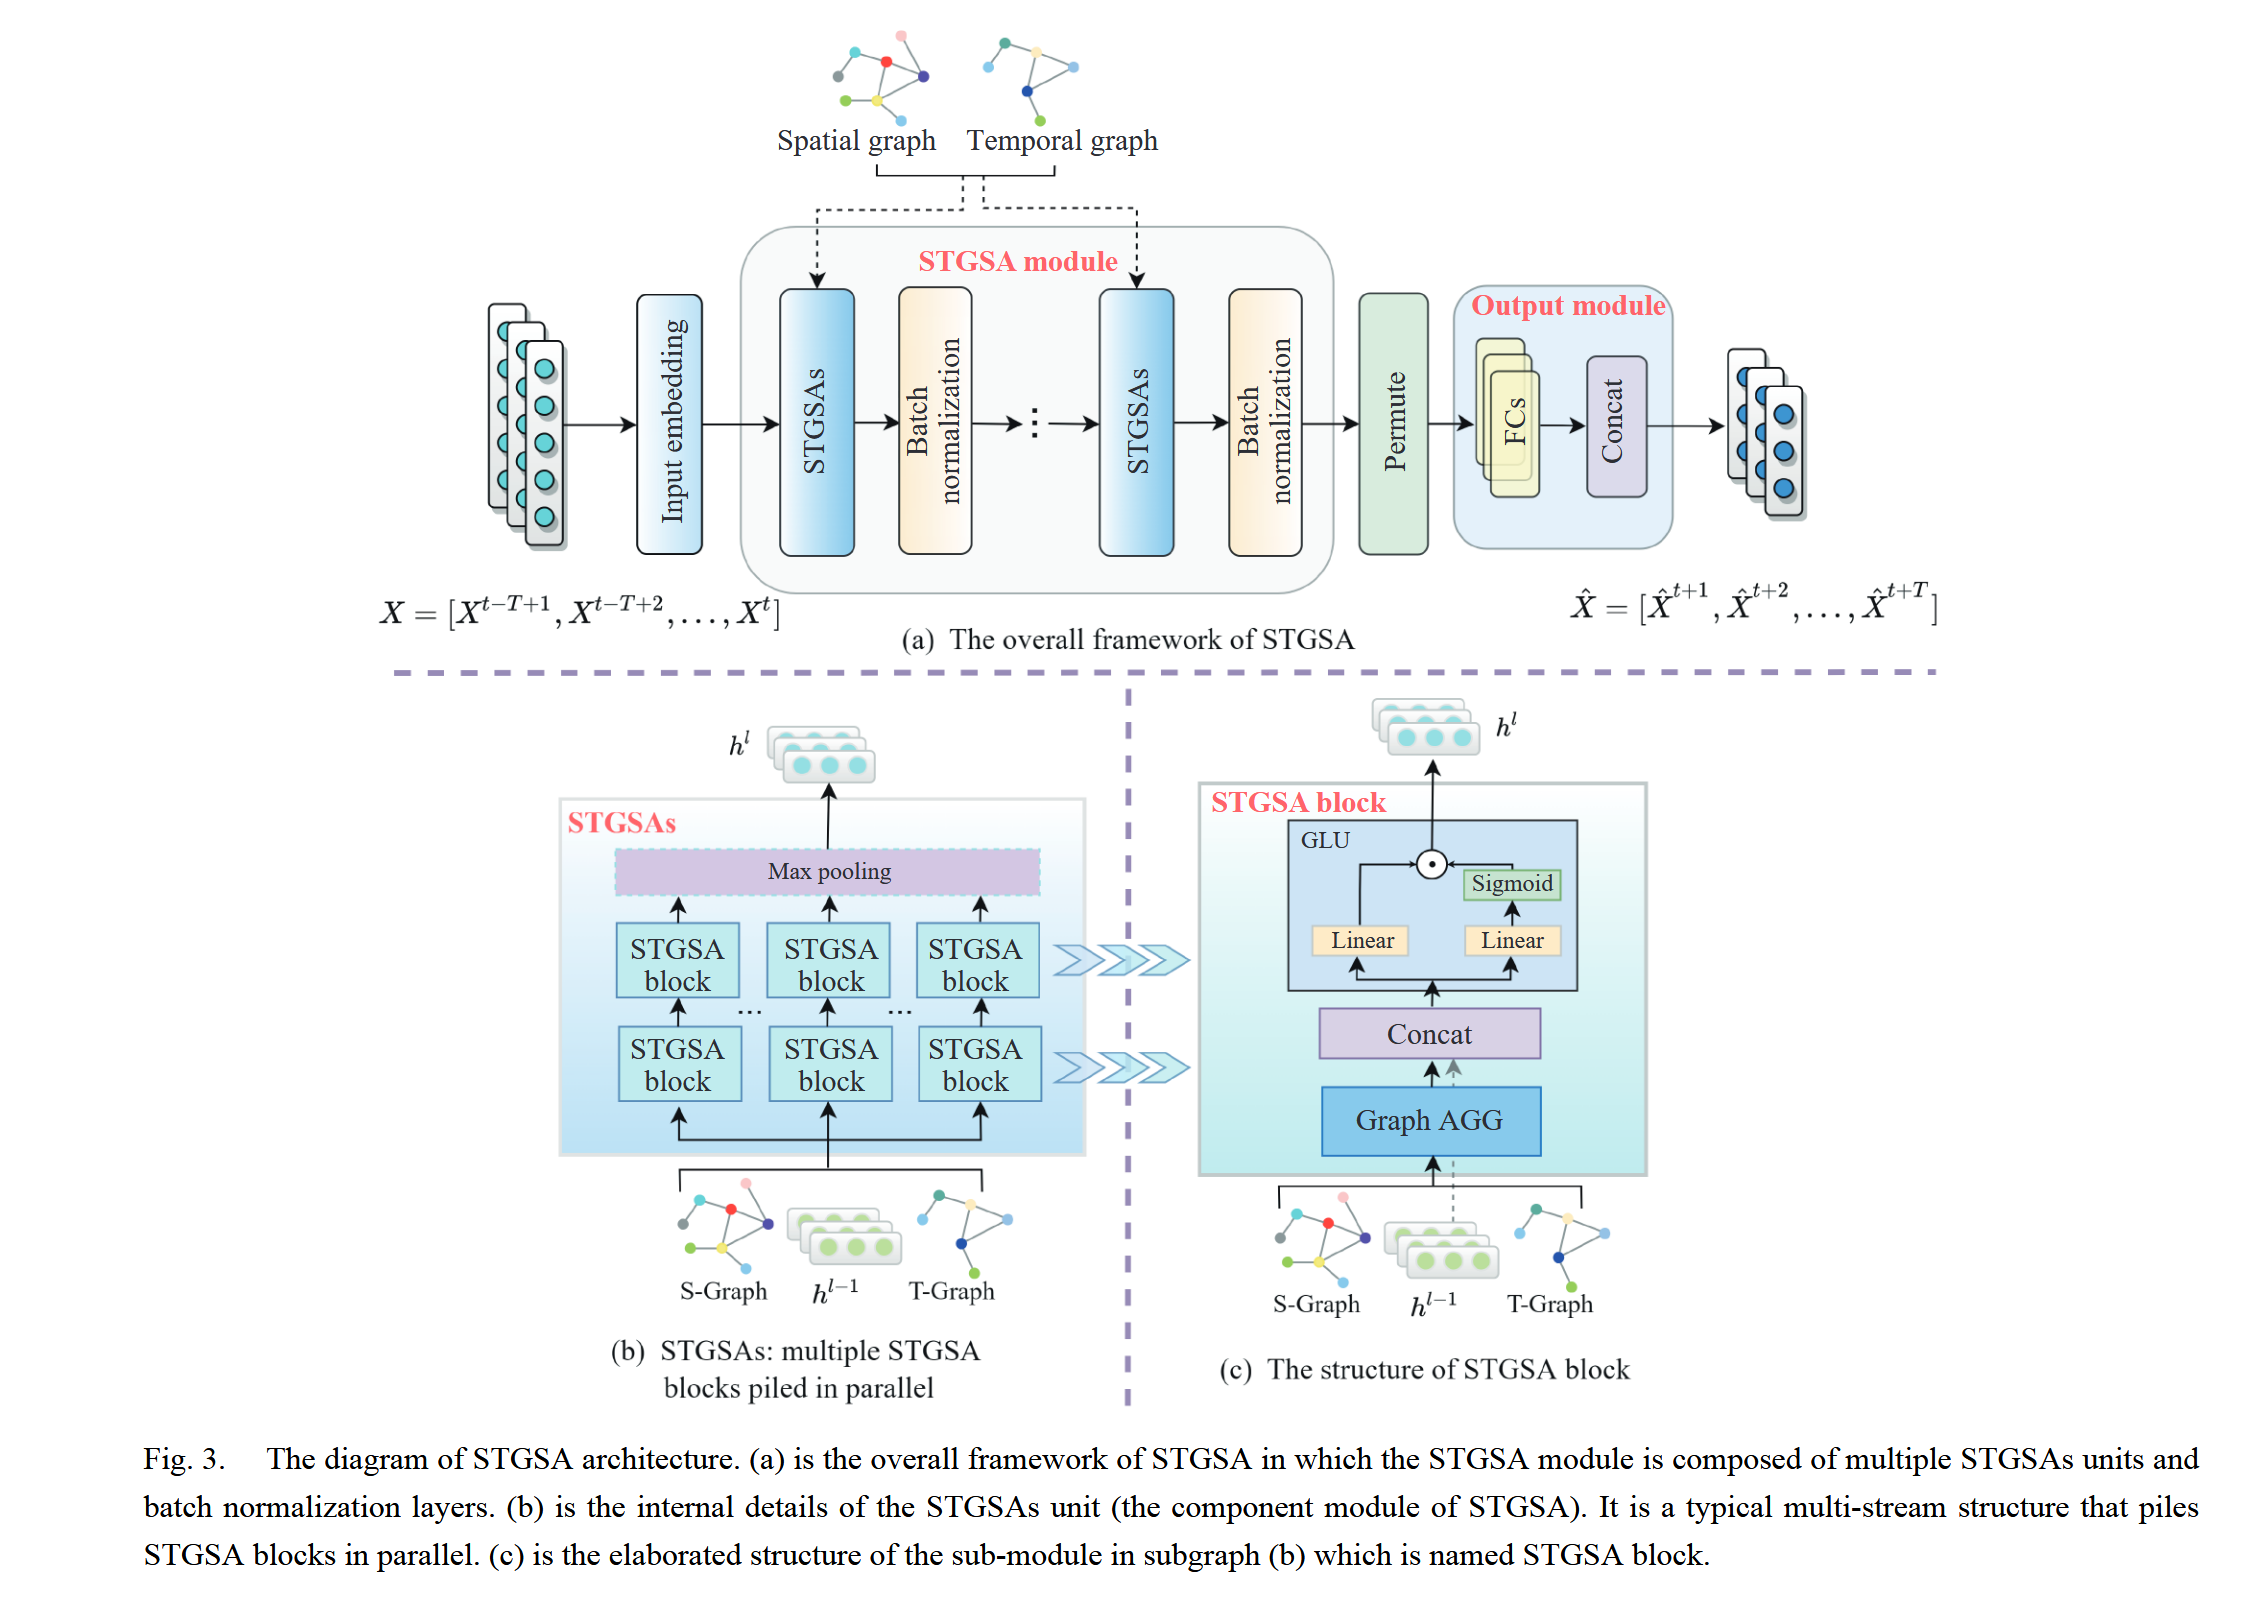 Spatial graph
Temporal graph
STGSA module
Output module
Input embedding
STGSAs
Batch normalization
⋮
STGSAs
Batch normalization
Permute
FCs
Concat
X = [X^{t−T+1}, X^{t−T+2}, . . . , X^t]
X̂ = [X̂^{t+1}, X̂^{t+2}, . . . , X̂^{t+T}]
(a) The overall framework of STGSA
h^l
STGSAs
Max pooling
STGSA block
STGSA block
STGSA block
... ...
STGSA block
STGSA block
STGSA block
S-Graph
h^{l−1}
T-Graph
(b) STGSAs: multiple STGSA
blocks piled in parallel
h^l
STGSA block
GLU
Sigmoid
Linear
Linear
Concat
Graph AGG
S-Graph
h^{l−1}
T-Graph
(c) The structure of STGSA block
Fig. 3. The diagram of STGSA architecture. (a) is the overall framework of STGSA in which the STGSA module is composed of multiple STGSAs units and
batch normalization layers. (b) is the internal details of the STGSAs unit (the component module of STGSA). It is a typical multi-stream structure that piles
STGSA blocks in parallel. (c) is the elaborated structure of the sub-module in subgraph (b) which is named STGSA block.